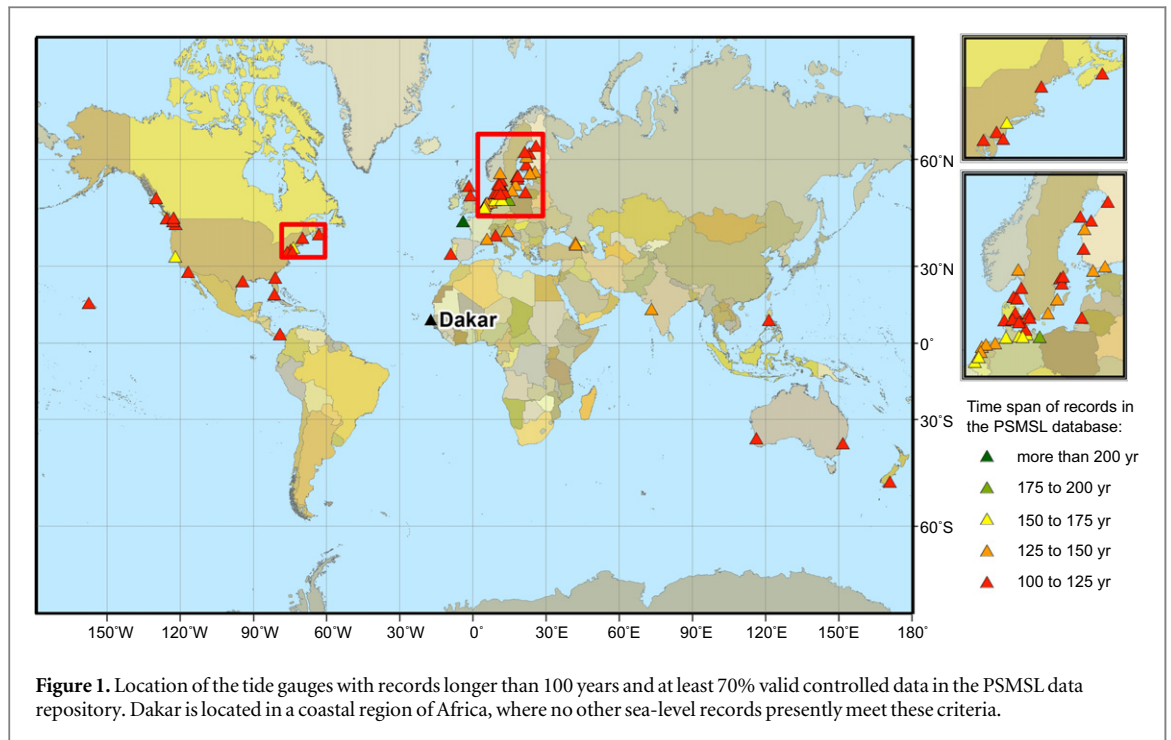 60°N
30°N
Dakar
0°
30°S
60°S
150°W 120°W 90°W 60°W 30°W 0° 30°E 60°E 90°E 120°E 150°E 180°
Time span of records in
the PSMSL database:
more than 200 yr
175 to 200 yr
150 to 175 yr
125 to 150 yr
100 to 125 yr
Figure 1. Location of the tide gauges with records longer than 100 years and at least 70% valid controlled data in the PSMSL data
repository. Dakar is located in a coastal region of Africa, where no other sea-level records presently meet these criteria.